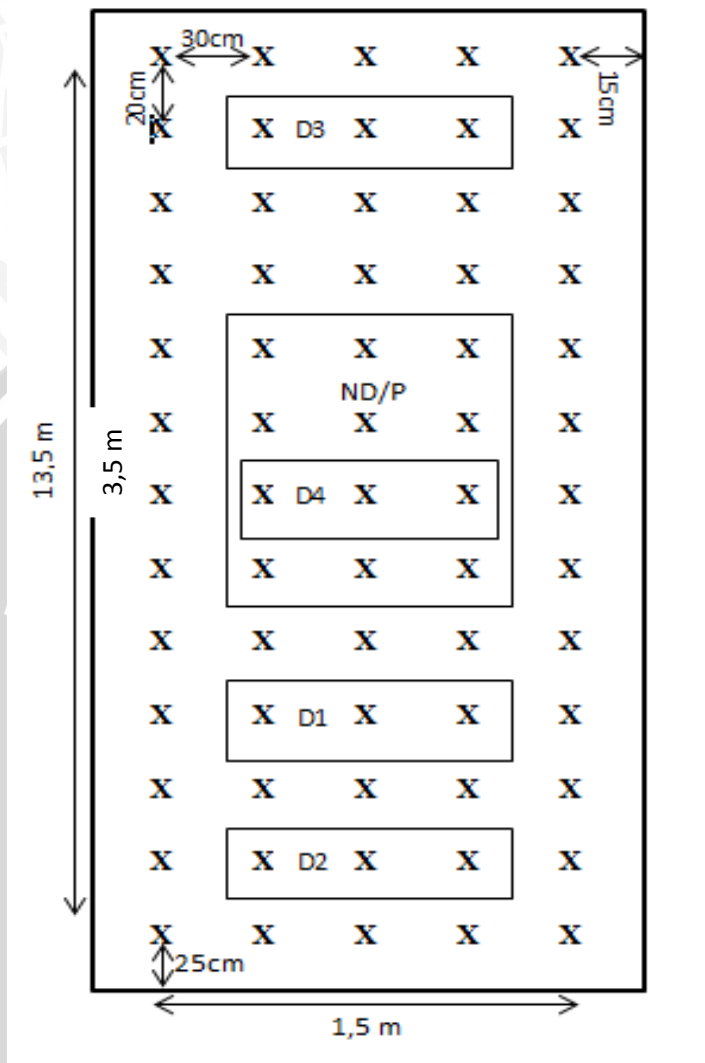 30cm
X X X X X
20cm
15cm
X X D3 X X X
X X X X X
X X X X X
X X X X X
ND/P
X X X X X
13,5 m
3,5 m
X X D4 X X X
X X X X X
X X X X X
X X D1 X X X
X X X X X
X X D2 X X X
X X X X X
25cm
1,5 m